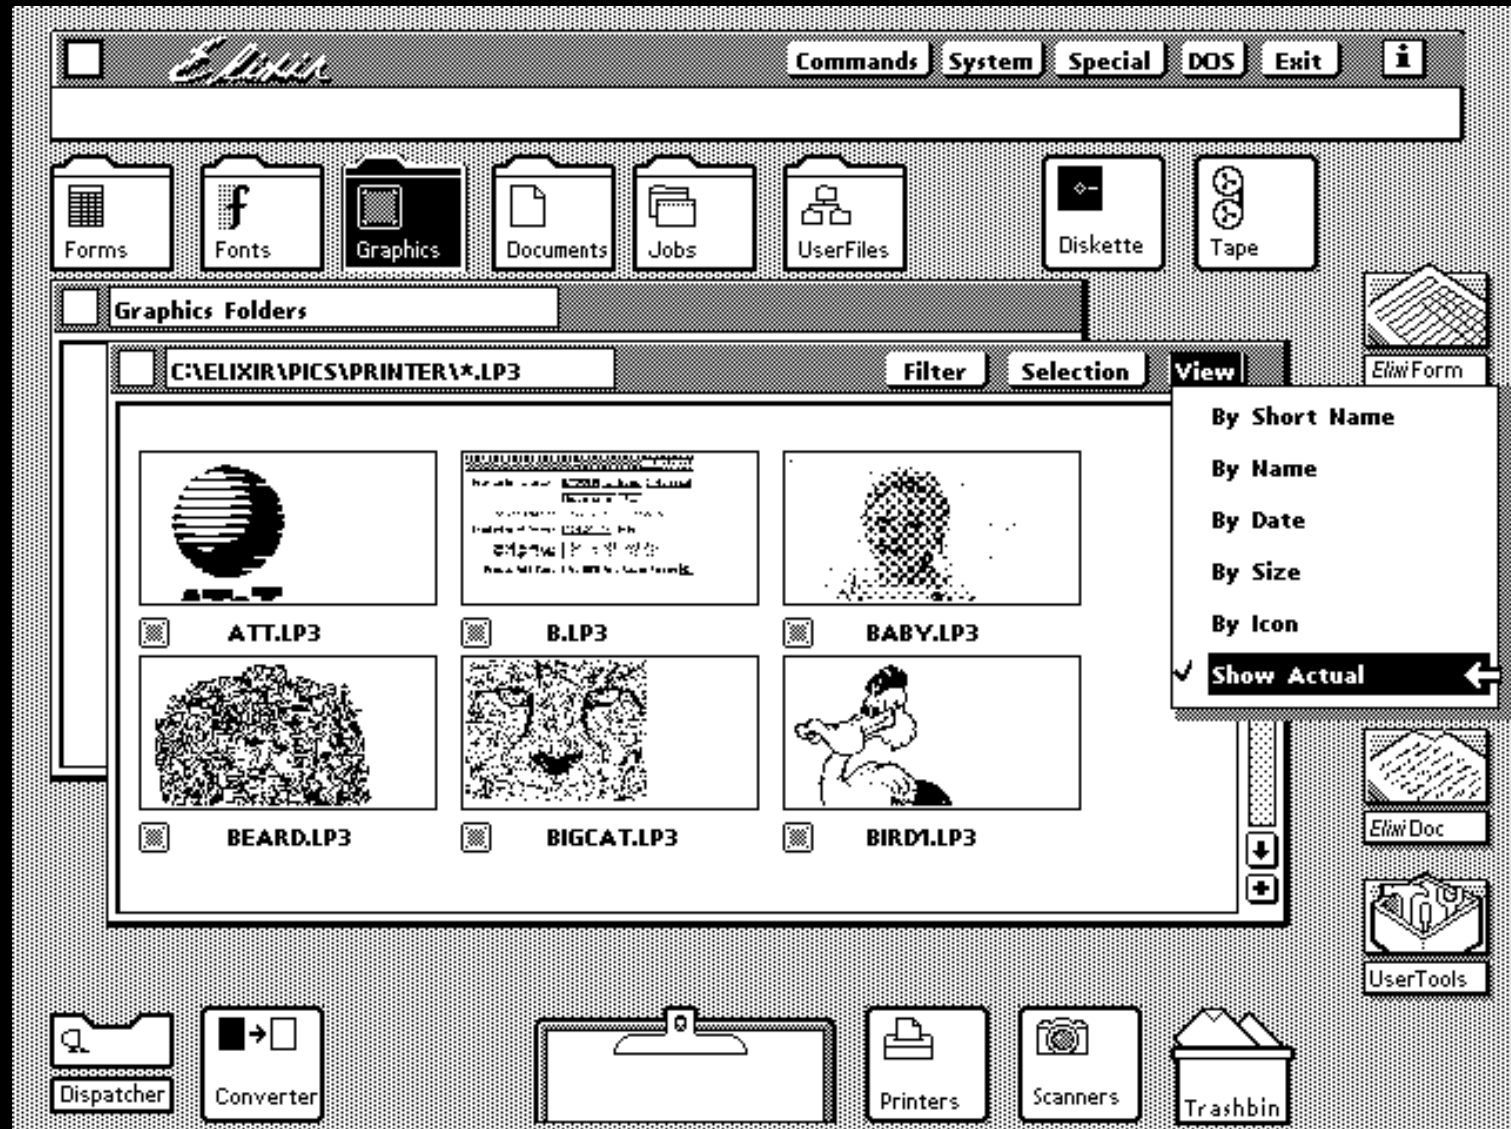 Elixir
Commands System Special DOS Exit i
Forms Fonts Graphics Documents Jobs UserFiles Diskette Tape
Graphics Folders
C:\ELIXIR\PICS\PRINTER\*.LP3 Filter Selection View
ElixiForm
By Short Name
By Name
By Date
By Size
By Icon
Show Actual
ATT.LP3 B.LP3 BABY.LP3
BEARD.LP3 BIGCAT.LP3 BIRD1.LP3
ElixiDoc
UserTools
Dispatcher Converter Printers Scanners Trashbin